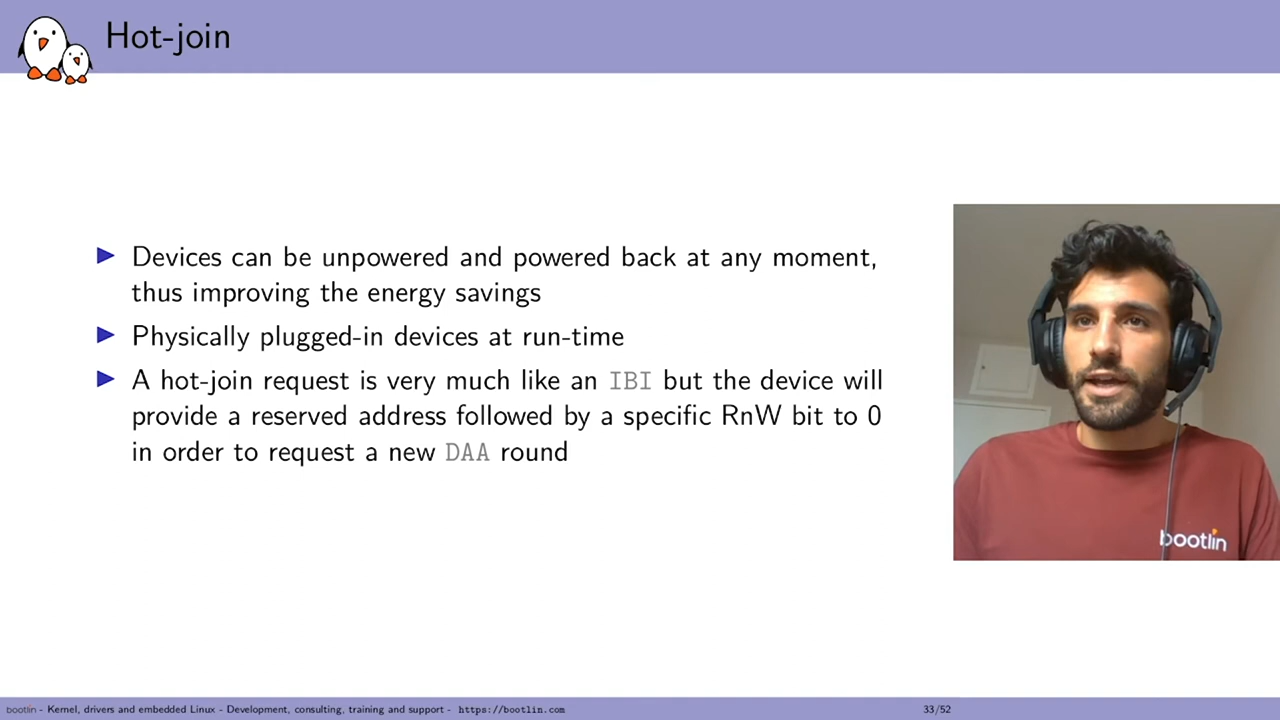 Hot-join
Devices can be unpowered and powered back at any moment,
thus improving the energy savings
Physically plugged-in devices at run-time
A hot-join request is very much like an IBI but the device will
provide a reserved address followed by a specific RnW bit to 0
in order to request a new DAA round
bootlin
bootlin - Kernel, drivers and embedded Linux - Development, consulting, training and support - https://bootlin.com
33/52